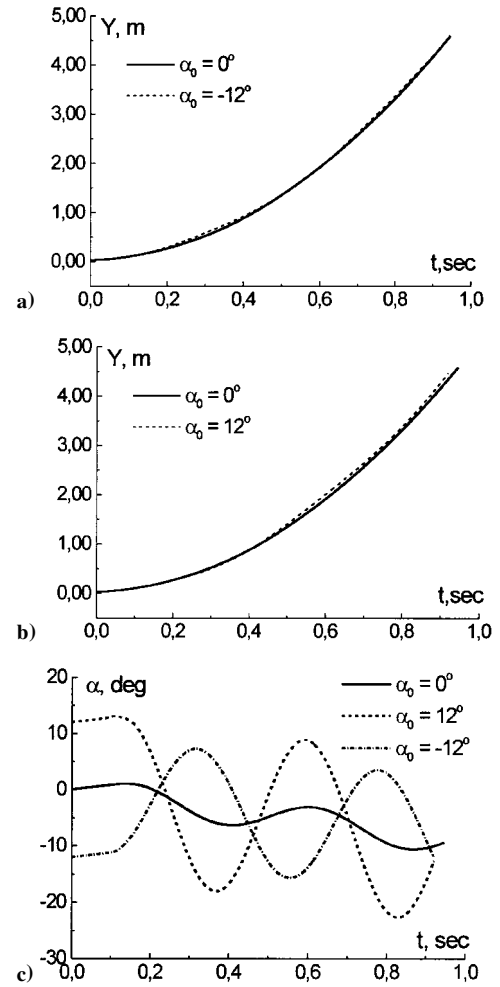 Y, m
5,00
4,00
3,00
2,00
1,00
0,00
α₀ = 0°
α₀ = -12°
0,0 0,2 0,4 0,6 0,8 1,0
t,sec
a)
Y, m
5,00
4,00
3,00
2,00
1,00
0,00
α₀ = 0°
α₀ = 12°
0,0 0,2 0,4 0,6 0,8 1,0
t,sec
b)
α, deg
20
10
0
-10
-20
-30
α₀ = 0°
α₀ = 12°
α₀ = -12°
0,0 0,2 0,4 0,6 0,8 1,0
t, sec
c)